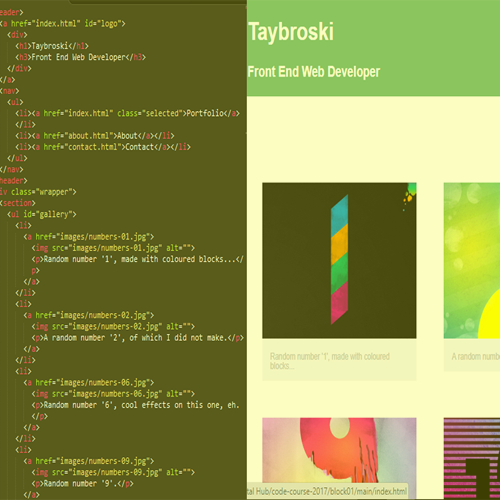 eader>
<a href="index.html" id="logo">
<div>
<h1>Taybroski</h1>
<h3>Front End Web Developer</h3>
</div>
</a>
<nav>
<ul>
<li><a href="index.html" class="selected">Portfolio</a>
</li>
<li><a href="about.html">About</a></li>
<li><a href="contact.html">Contact</a></li>
</ul>
</nav>
header>
iv class="wrapper">
<section>
<ul id="gallery">
<li>
<a href="images/numbers-01.jpg">
<img src="images/numbers-01.jpg" alt="">
<p>Random number '1', made with coloured blocks...</
p>
</a>
</li>
<li>
<a href="images/numbers-02.jpg">
<img src="images/numbers-02.jpg" alt="">
<p>A random number '2', of which I did not make.</p>
</a>
</li>
<li>
<a href="images/numbers-06.jpg">
<img src="images/numbers-06.jpg" alt="">
<p>Random number '6', cool effects on this one, eh.
</p>
</a>
</li>
<li>
<a href="images/numbers-09.jpg">
<img src="images/numbers-09.jpg" alt="">
<p>Random number '9'.</p>
</a>
Taybroski
Front End Web Developer
Random number '1', made with coloured
blocks...
A random numb
tal Hub/code-course-2017/block01/main/index.html